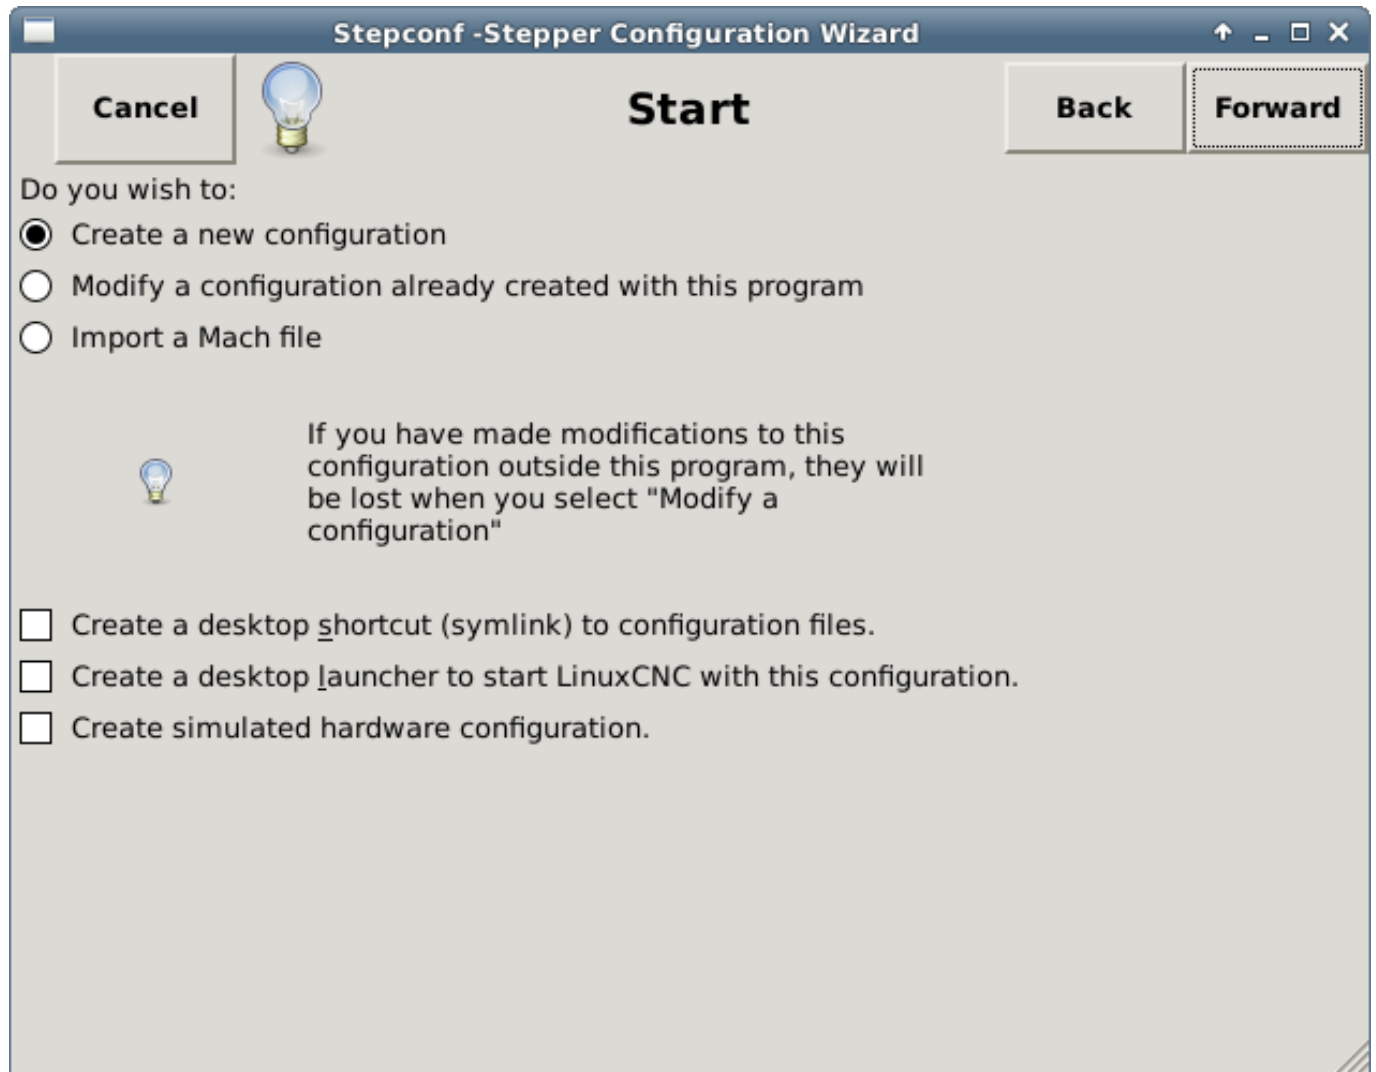 Stepconf -Stepper Configuration Wizard
Cancel
Start
Back
Forward
Do you wish to:
Create a new configuration
Modify a configuration already created with this program
Import a Mach file
If you have made modifications to this
configuration outside this program, they will
be lost when you select "Modify a
configuration"
Create a desktop shortcut (symlink) to configuration files.
Create a desktop launcher to start LinuxCNC with this configuration.
Create simulated hardware configuration.